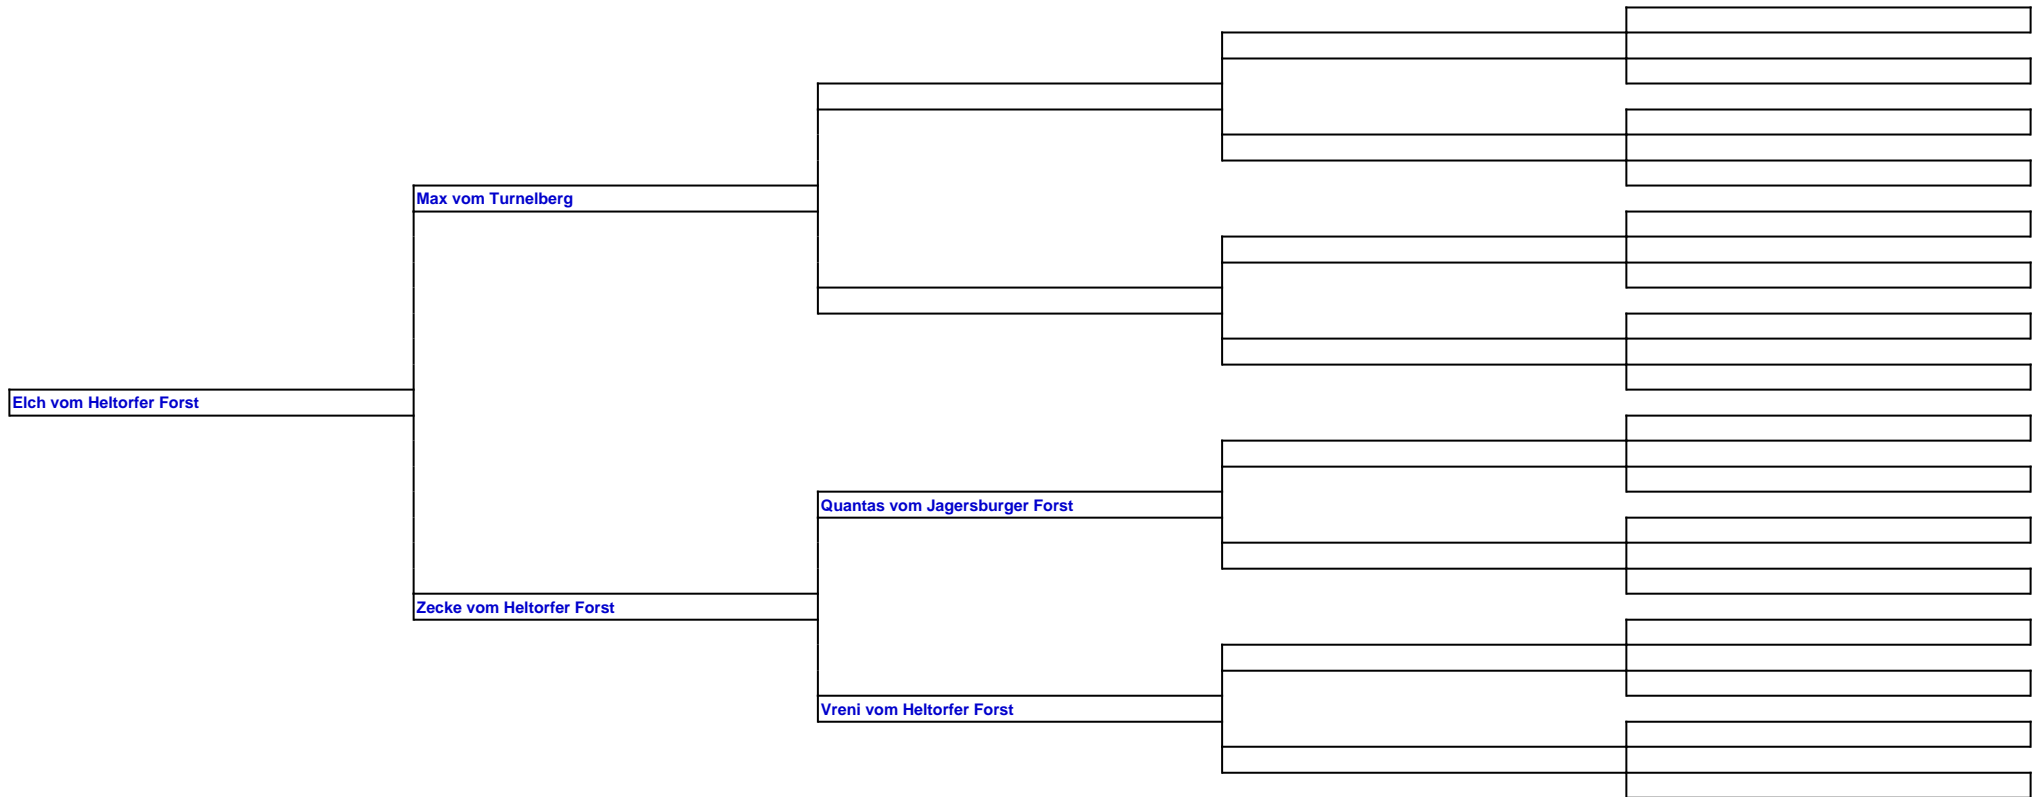 Max vom Turnelberg
Elch vom Heltorfer Forst
Quantas vom Jagersburger Forst
Zecke vom Heltorfer Forst
Vreni vom Heltorfer Forst